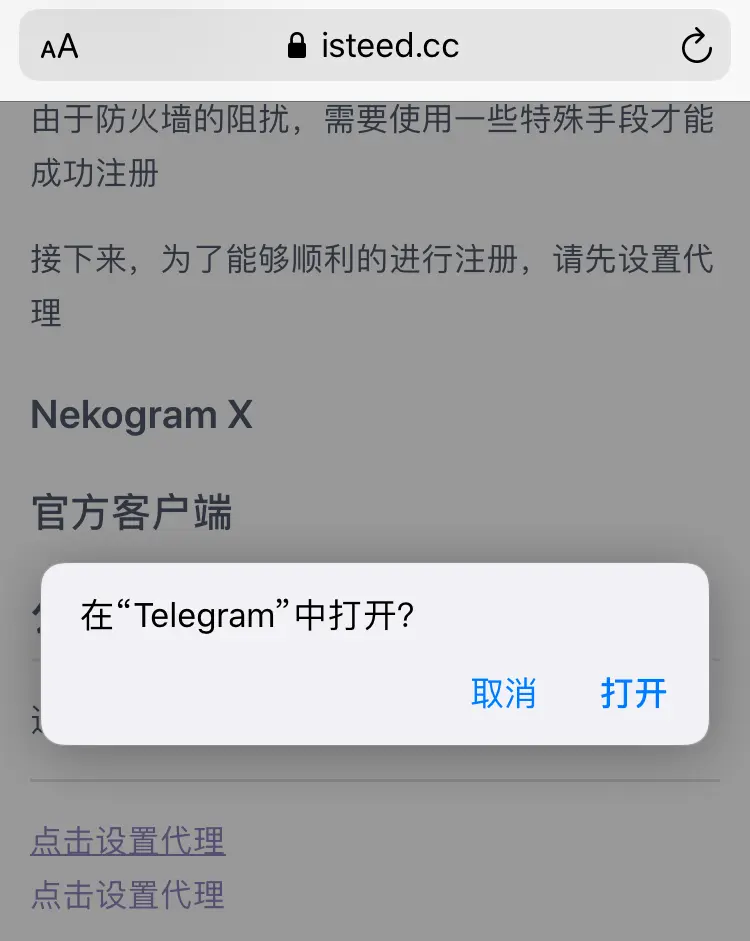 AA isteed.cc
由于防火墙的阻扰，需要使用一些特殊手段才能
成功注册
接下来，为了能够顺利的进行注册，请先设置代
理
Nekogram X
官方客户端
在“Telegram”中打开?
取消 打开
点击设置代理
点击设置代理